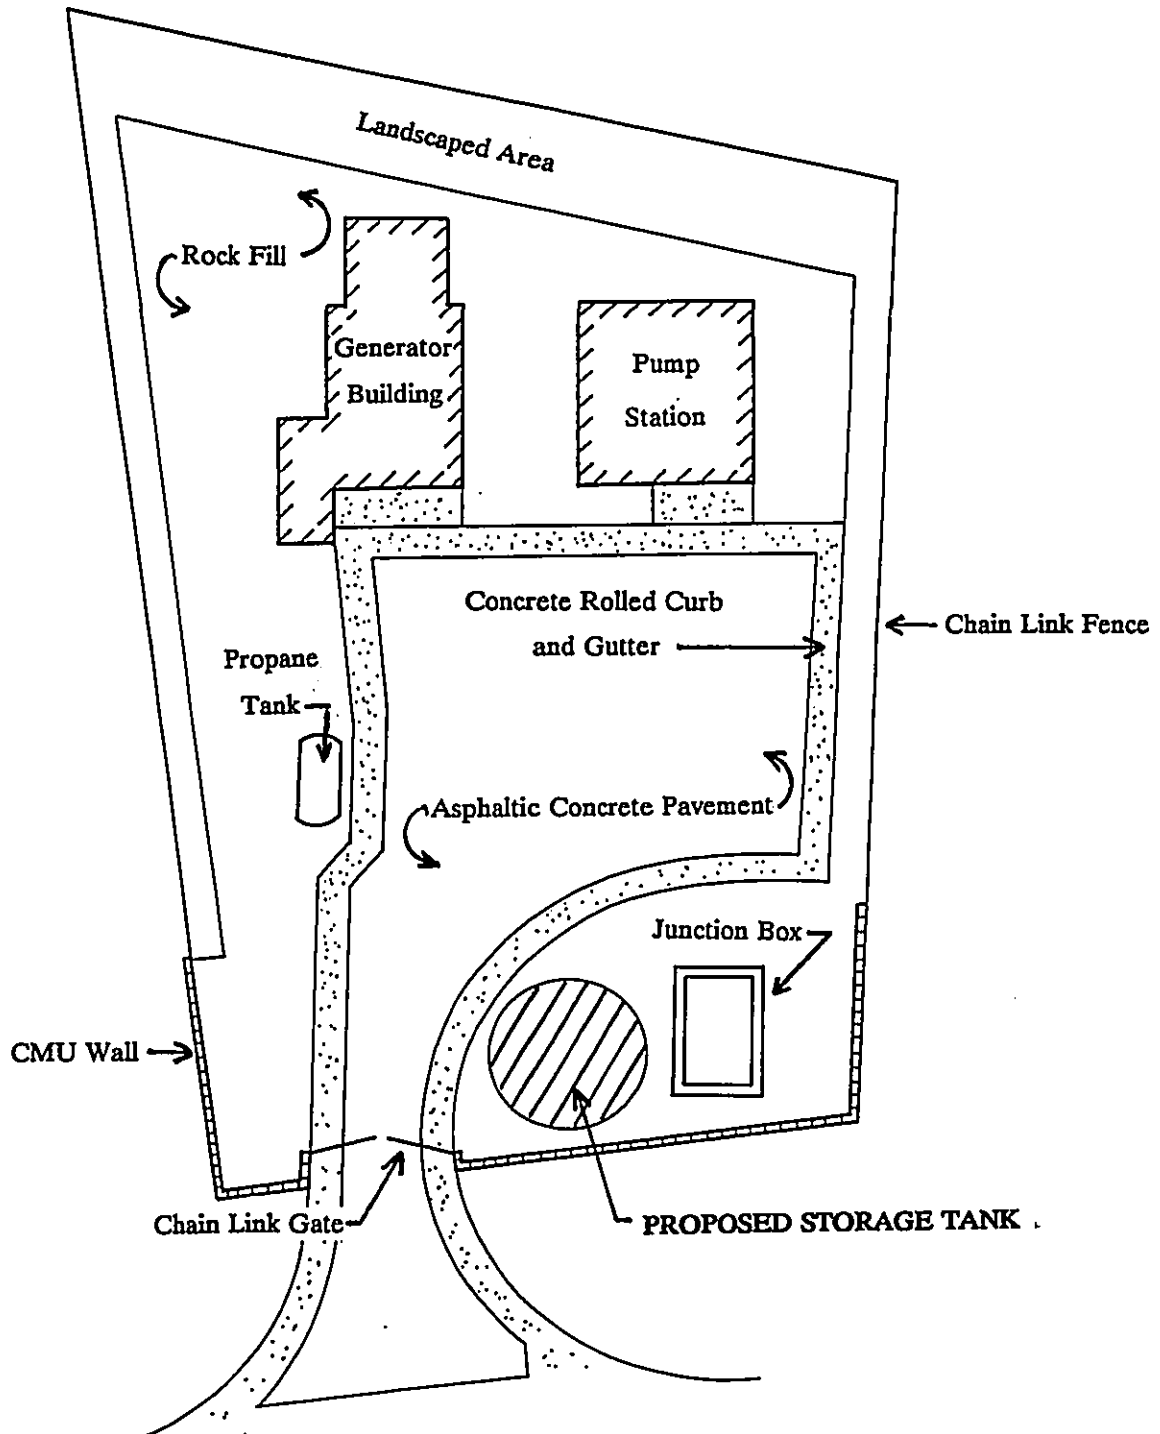 Landscaped Area
Rock Fill
Generator
Building
Pump
Station
Concrete Rolled Curb
and Gutter
Chain Link Fence
Propane
Tank
Asphaltic Concrete Pavement
Junction Box
CMU Wall
Chain Link Gate
PROPOSED STORAGE TANK